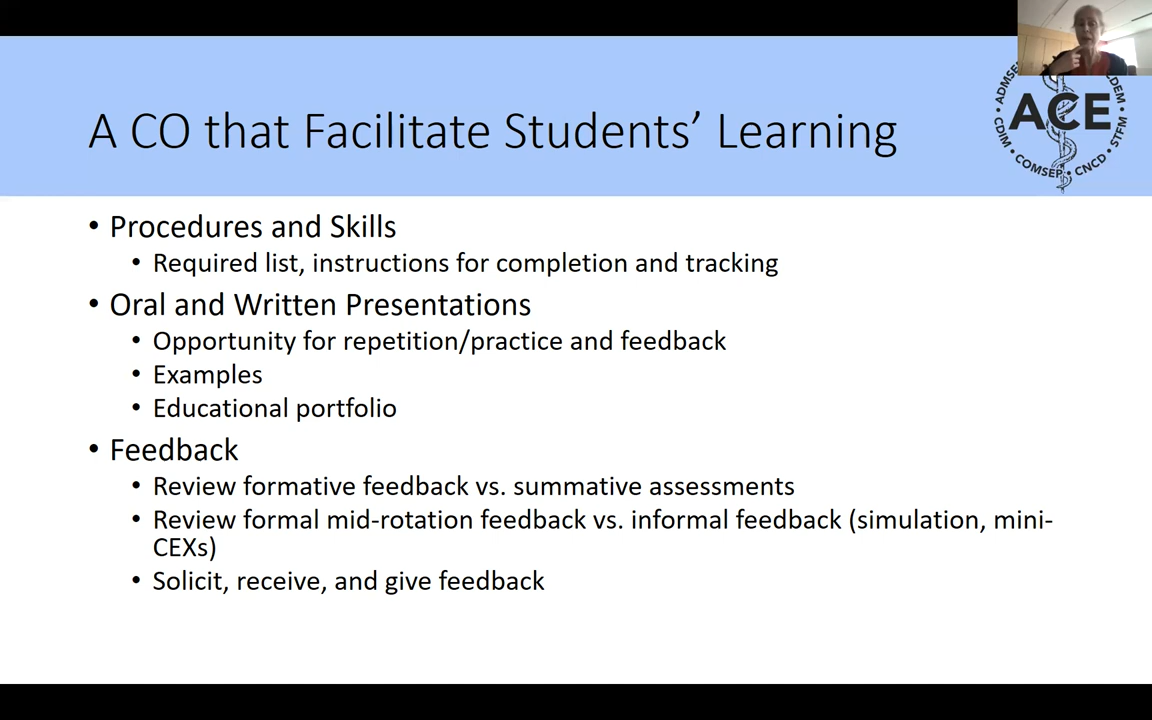 A CO that Facilitate Students’ Learning
ACE
CDIM • COMSEP • CNCD • STFM
• Procedures and Skills
• Required list, instructions for completion and tracking
• Oral and Written Presentations
• Opportunity for repetition/practice and feedback
• Examples
• Educational portfolio
• Feedback
• Review formative feedback vs. summative assessments
• Review formal mid-rotation feedback vs. informal feedback (simulation, mini-
CEXs)
• Solicit, receive, and give feedback